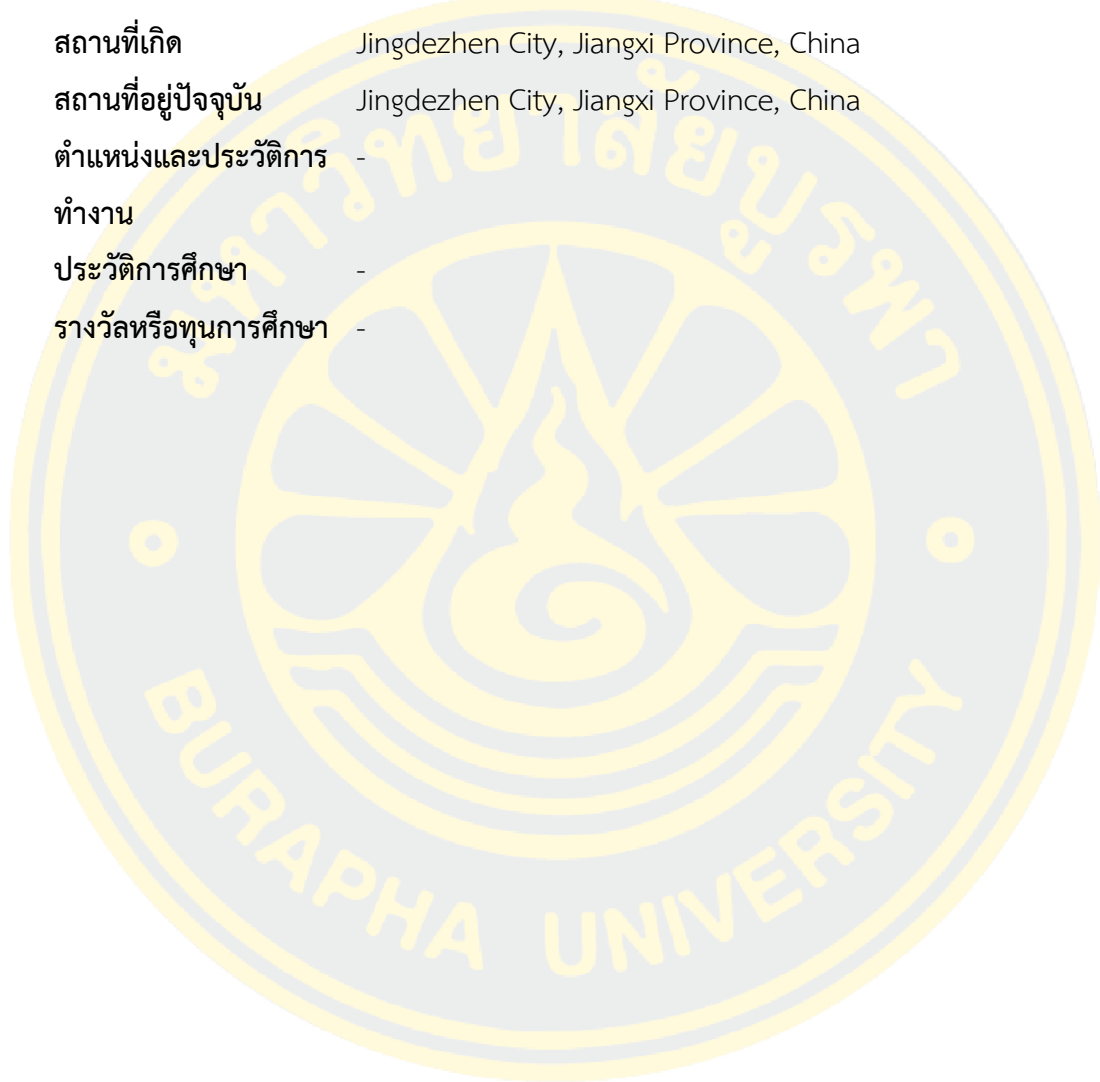 สถานที่เกิด Jingdezhen City, Jiangxi Province, China
สถานที่อยู่ปัจจุบัน Jingdezhen City, Jiangxi Province, China
ตำแหน่งและประวัติการ -
ทำงาน
ประวัติการศึกษา -
รางวัลหรือทุนการศึกษา -
มหาวิทยาลัยบูรพา
BURAPHA UNIVERSITY